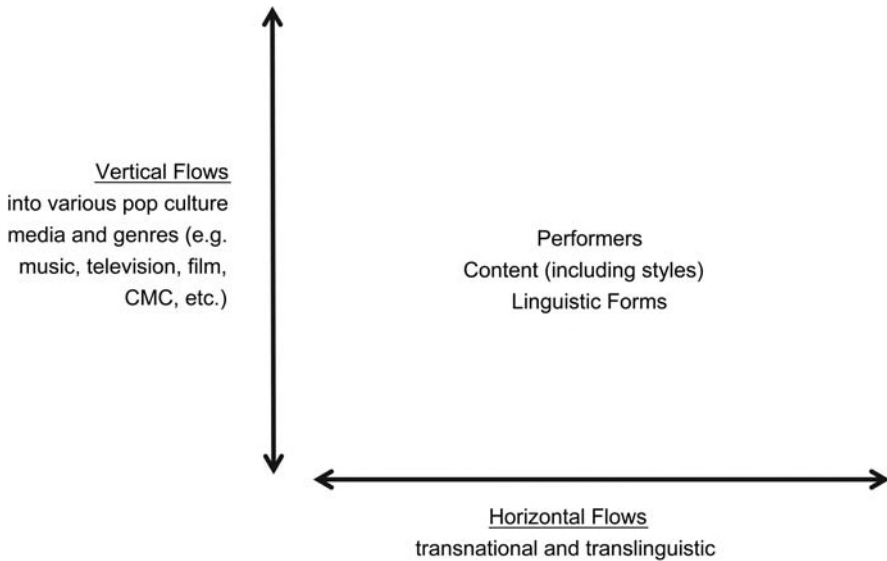 Vertical Flows
into various pop culture
media and genres (e.g.
music, television, film,
CMC, etc.)
Performers
Content (including styles)
Linguistic Forms
Horizontal Flows
transnational and translinguistic